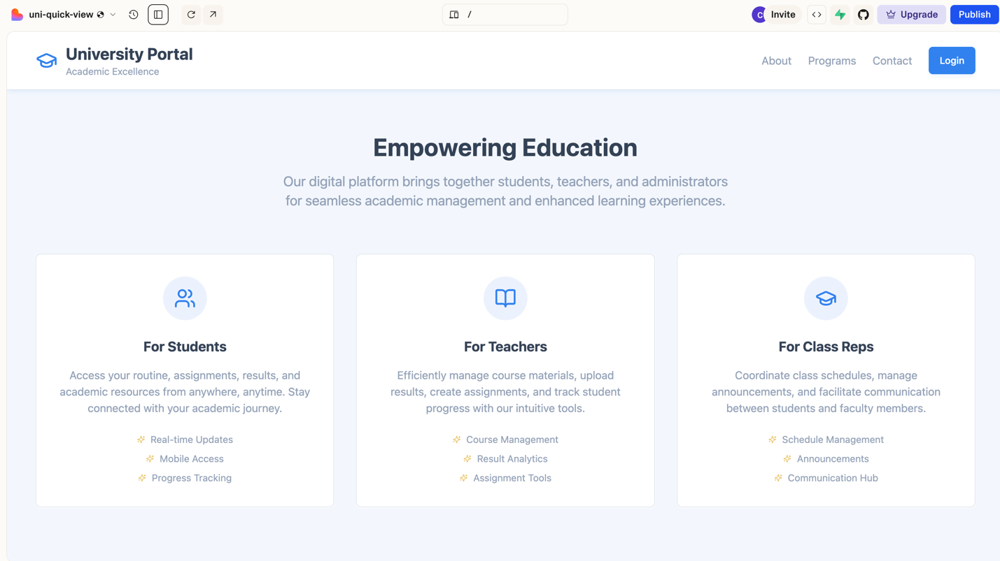 uni-quick-view
/
C
Invite
Upgrade
Publish
University Portal
Academic Excellence
About
Programs
Contact
Login
Empowering Education
Our digital platform brings together students, teachers, and administrators
for seamless academic management and enhanced learning experiences.
For Students
Access your routine, assignments, results, and
academic resources from anywhere, anytime. Stay
connected with your academic journey.
Real-time Updates
Mobile Access
Progress Tracking
For Teachers
Efficiently manage course materials, upload
results, create assignments, and track student
progress with our intuitive tools.
Course Management
Result Analytics
Assignment Tools
For Class Reps
Coordinate class schedules, manage
announcements, and facilitate communication
between students and faculty members.
Schedule Management
Announcements
Communication Hub